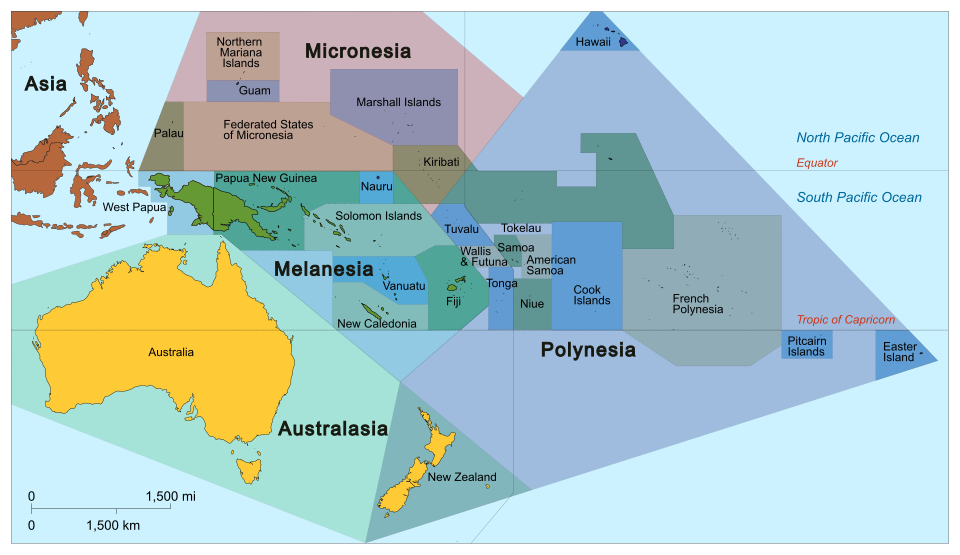 Hawaii
Northern
Mariana
Islands
Micronesia
Asia
Guam
Marshall Islands
Federated States
of Micronesia
Palau
North Pacific Ocean
Kiribati
Equator
Papua New Guinea
Nauru
South Pacific Ocean
West Papua
Solomon Islands
Tuvalu
Tokelau
Wallis
& Futuna
Samoa
American
Samoa
Melanesia
Vanuatu
Tonga
Fiji
Niue
Cook
Islands
French
Polynesia
New Caledonia
Tropic of Capricorn
Australia
Polynesia
Pitcairn
Islands
Easter
Island
Australasia
New Zealand
0 1,500 mi
0 1,500 km